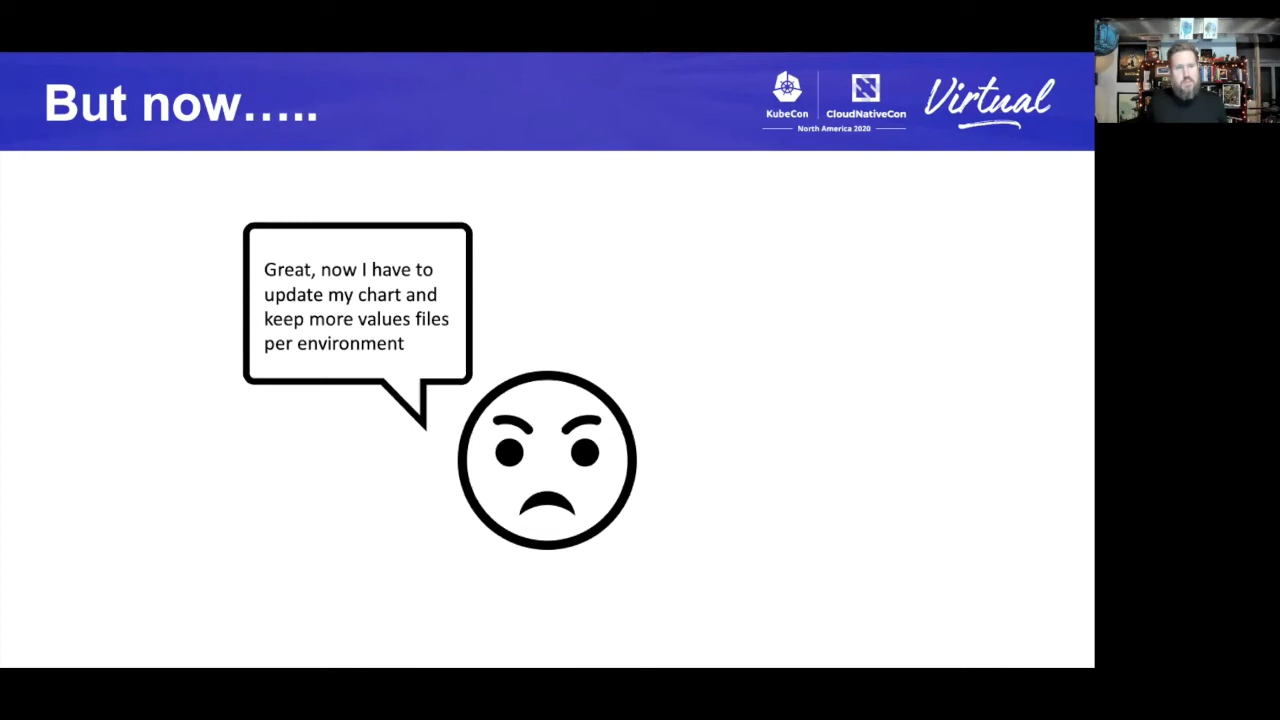 But now.....
KubeCon
CloudNativeCon
North America 2020
Virtual
Great, now I have to
update my chart and
keep more values files
per environment